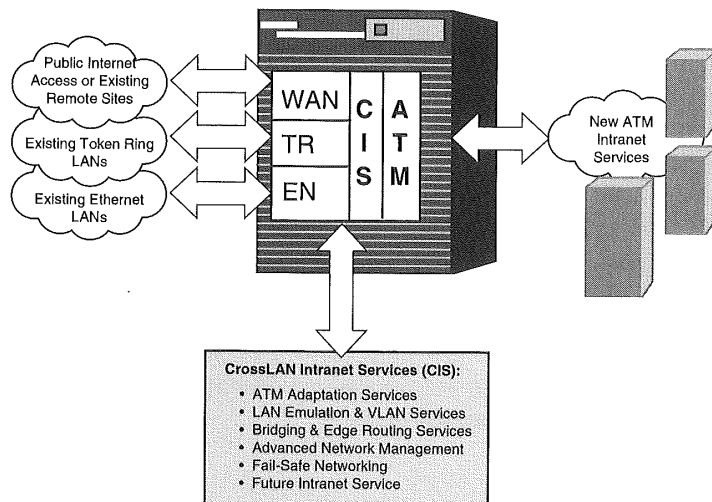 Public Internet
Access or Existing
Remote Sites
Existing Token Ring
LANs
Existing Ethernet
LANs
WAN
TR
EN
CIS
ATM
New ATM
Intranet
Services
CrossLAN Intranet Services (CIS):
• ATM Adaptation Services
• LAN Emulation & VLAN Services
• Bridging & Edge Routing Services
• Advanced Network Management
• Fail-Safe Networking
• Future Intranet Service